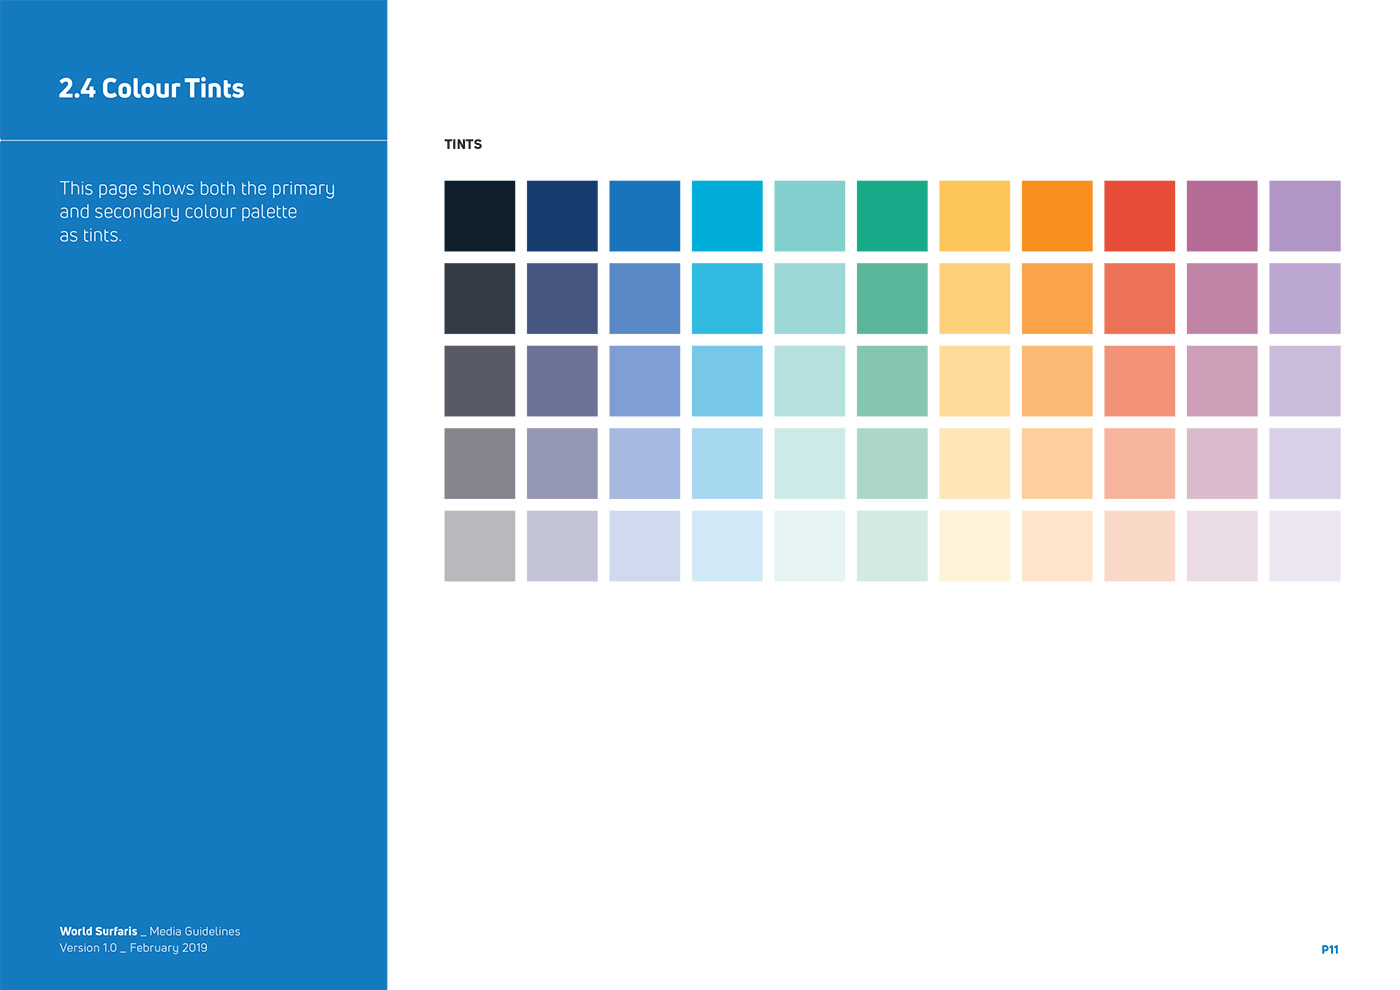 2.4 Colour Tints
This page shows both the primary
and secondary colour palette
as tints.
TINTS
World Surfaris _ Media Guidelines
Version 1.0 _ February 2019
P11